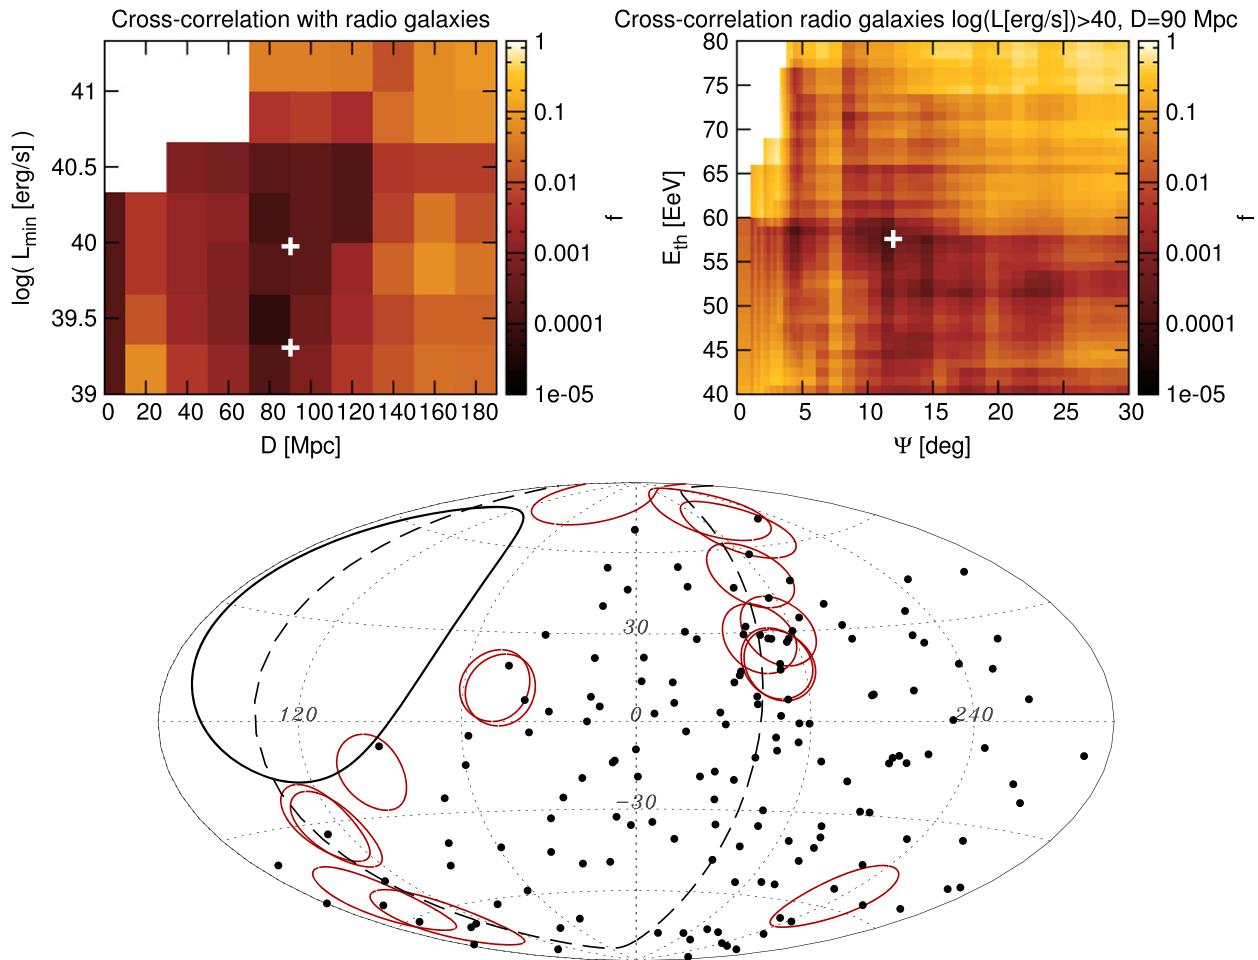 Cross-correlation with radio galaxies
log( Lmin [erg/s] )
41
40.5
40
39.5
39
0 20 40 60 80 100 120 140 160 180
D [Mpc]
1
0.1
0.01
0.001
0.0001
1e-05
f
Cross-correlation radio galaxies log(L[erg/s])>40, D=90 Mpc
Eth [EeV]
80
75
70
65
60
55
50
45
40
0 5 10 15 20 25 30
Ψ [deg]
1
0.1
0.01
0.001
0.0001
1e-05
f
30
120 0 240
−30